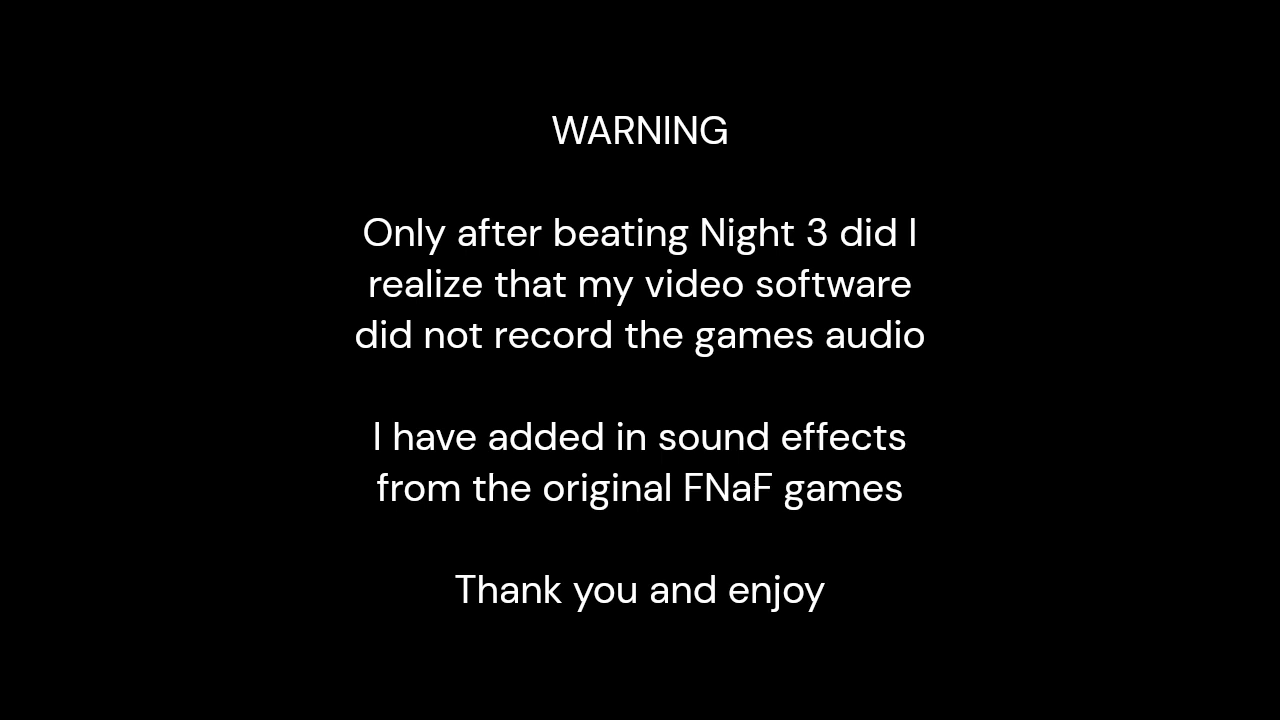 WARNING
Only after beating Night 3 did I
realize that my video software
did not record the games audio
I have added in sound effects
from the original FNaF games
Thank you and enjoy